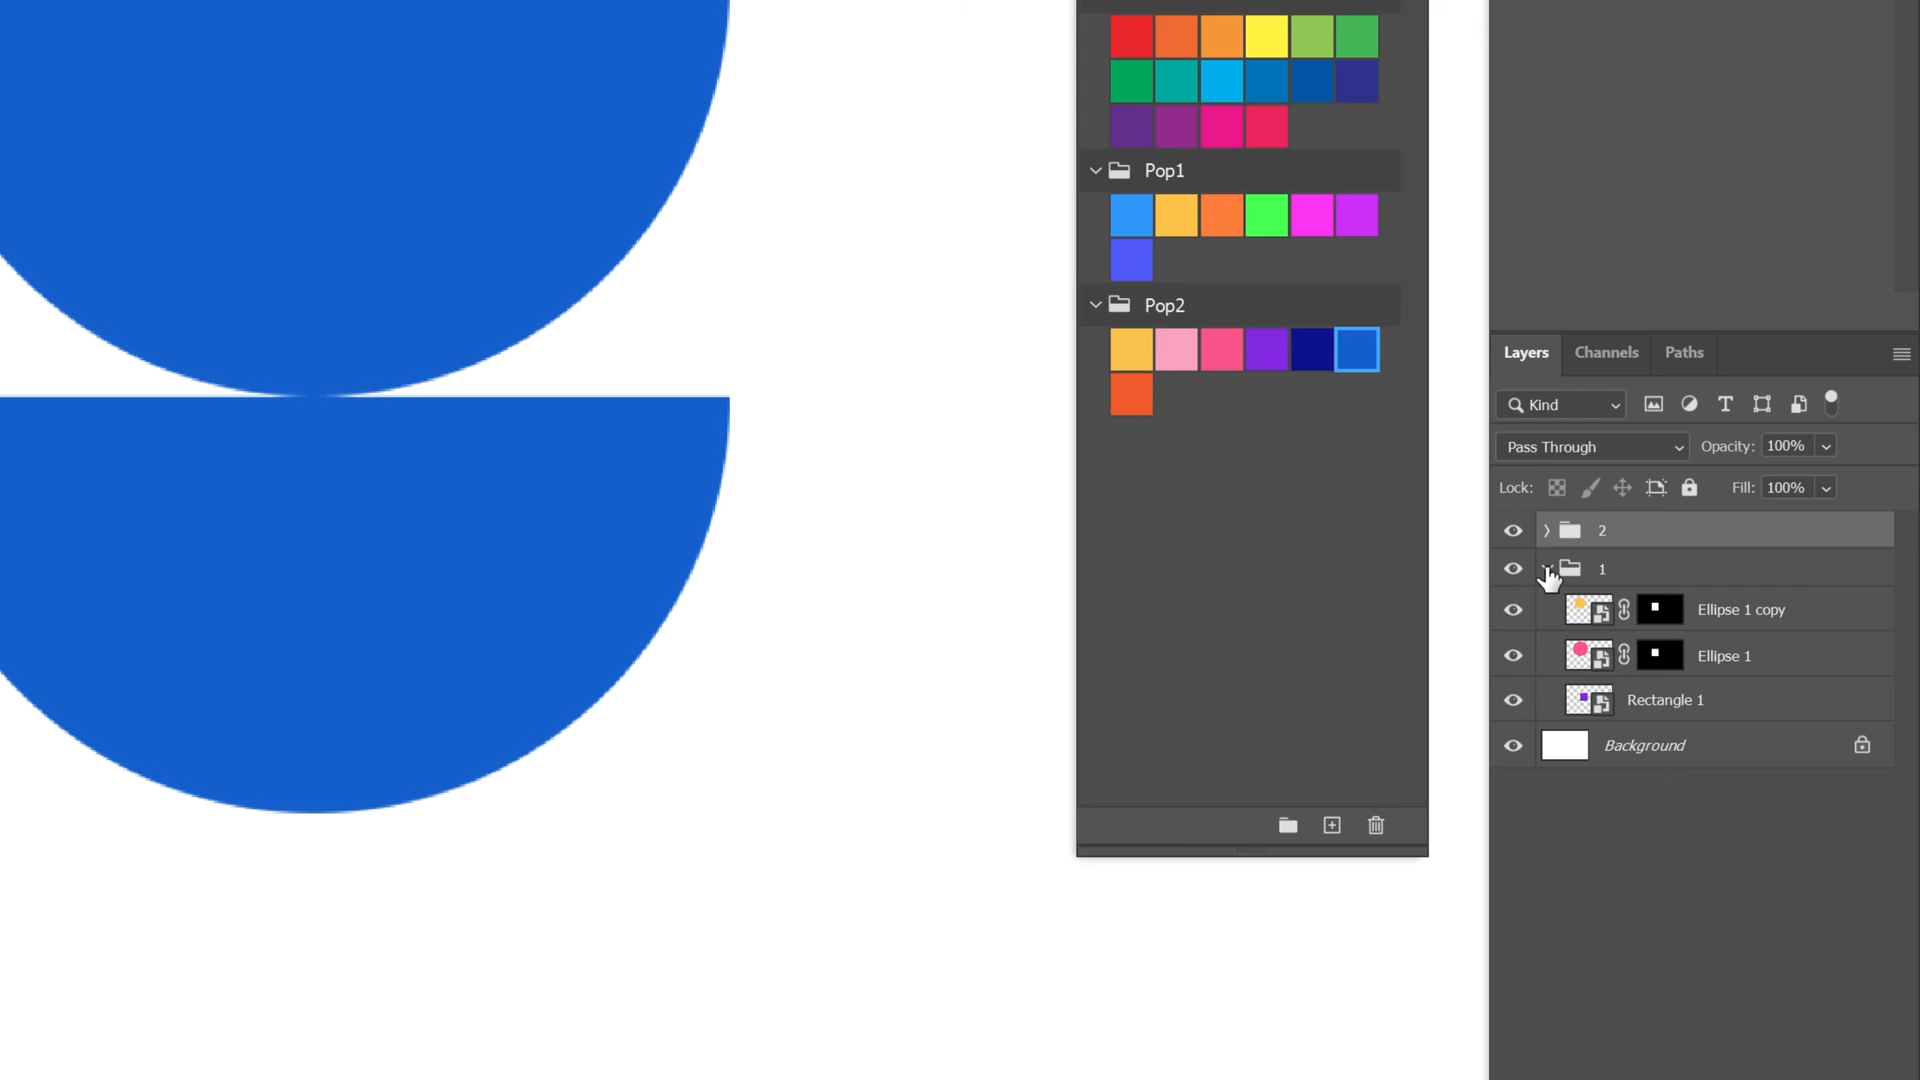 Pop1
Pop2
Layers Channels Paths
Kind
Pass Through Opacity: 100%
Lock: Fill: 100%
2
1
Ellipse 1 copy
Ellipse 1
Rectangle 1
Background